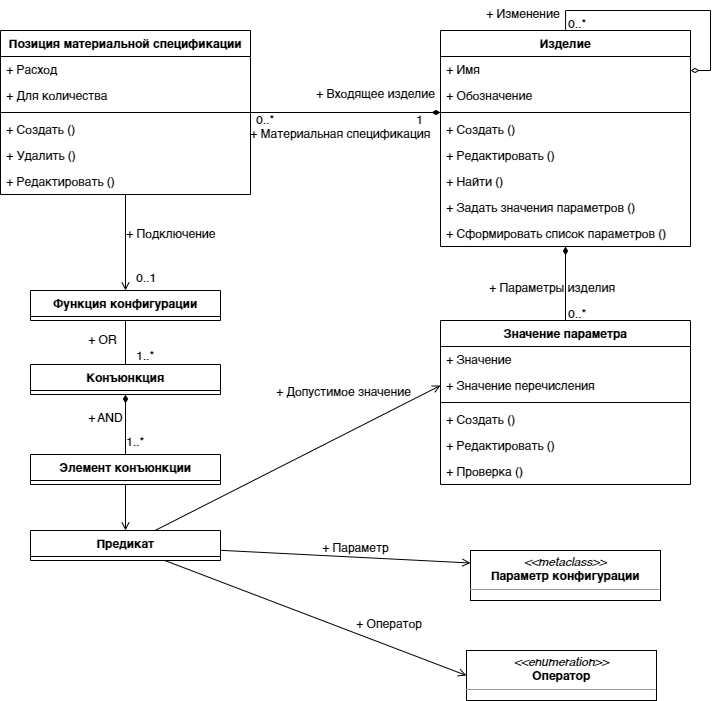 + Изменение
0..*
Позиция материальной спецификации
+ Расход
+ Для количества
+ Создать ()
+ Удалить ()
+ Редактировать ()
+ Входящее изделие
0..*
1
+ Материальная спецификация
Изделие
+ Имя
+ Обозначение
+ Создать ()
+ Редактировать ()
+ Найти ()
+ Задать значения параметров ()
+ Сформировать список параметров ()
+ Подключение
0..1
+ Параметры изделия
0..*
Функция конфигурации
+ OR
1..*
Конъюнкция
+ AND
1..*
Элемент конъюнкции
Предикат
Значение параметра
+ Значение
+ Значение перечисления
+ Создать ()
+ Редактировать ()
+ Проверка ()
+ Допустимое значение
+ Параметр
<<metaclass>>
Параметр конфигурации
+ Оператор
<<enumeration>>
Оператор